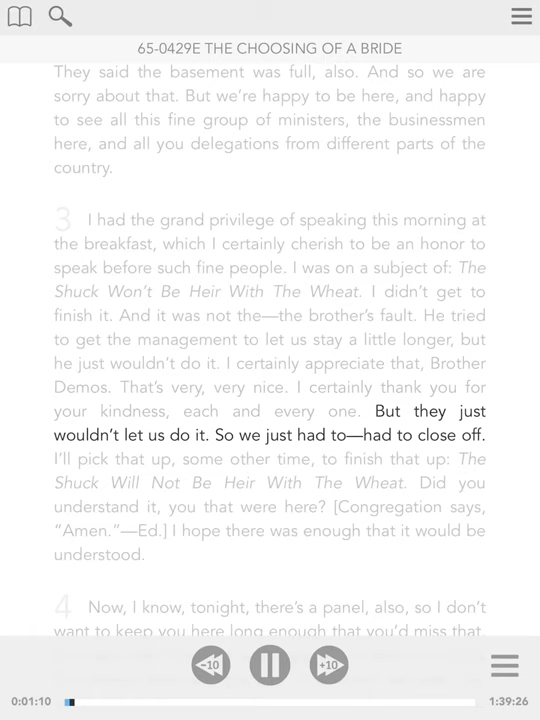 65-0429E THE CHOOSING OF A BRIDE
They said the basement was full, also. And so we are
sorry about that. But we’re happy to be here, and happy
to see all this fine group of ministers, the businessmen
here, and all you delegations from different parts of the
country.
3 I had the grand privilege of speaking this morning at
the breakfast, which I certainly cherish to be an honor to
speak before such fine people. I was on a subject of: The
Shuck Won’t Be Heir With The Wheat. I didn’t get to
finish it. And it was not the—the brother’s fault. He tried
to get the management to let us stay a little longer, but
he just wouldn’t do it. I certainly appreciate that, Brother
Demos. That’s very, very nice. I certainly thank you for
your kindness, each and every one. But they just
wouldn’t let us do it. So we just had to—had to close off.
I’ll pick that up, some other time, to finish that up: The
Shuck Will Not Be Heir With The Wheat. Did you
understand it, you that were here? [Congregation says,
“Amen.”—Ed.] I hope there was enough that it would be
understood.
4 Now, I know, tonight, there’s a panel, also, so I don’t
want to keep you here long enough that you’d miss that.
-10 +10
0:01:10 1:39:26